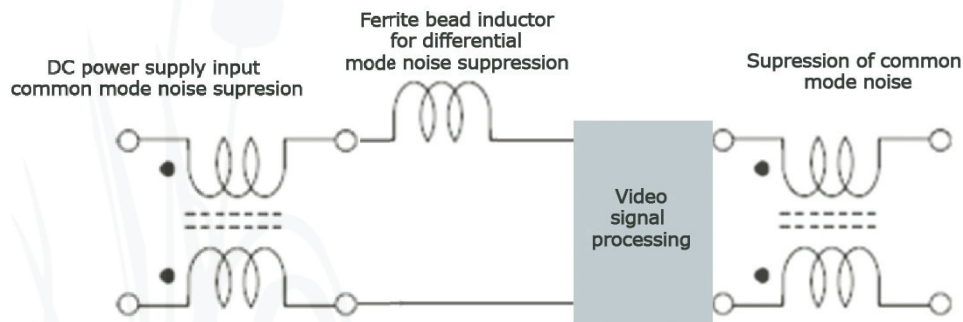 Ferrite bead inductor
for differential
mode noise suppression
DC power supply input
common mode noise supresion
Supression of common
mode noise
Video
signal
processing